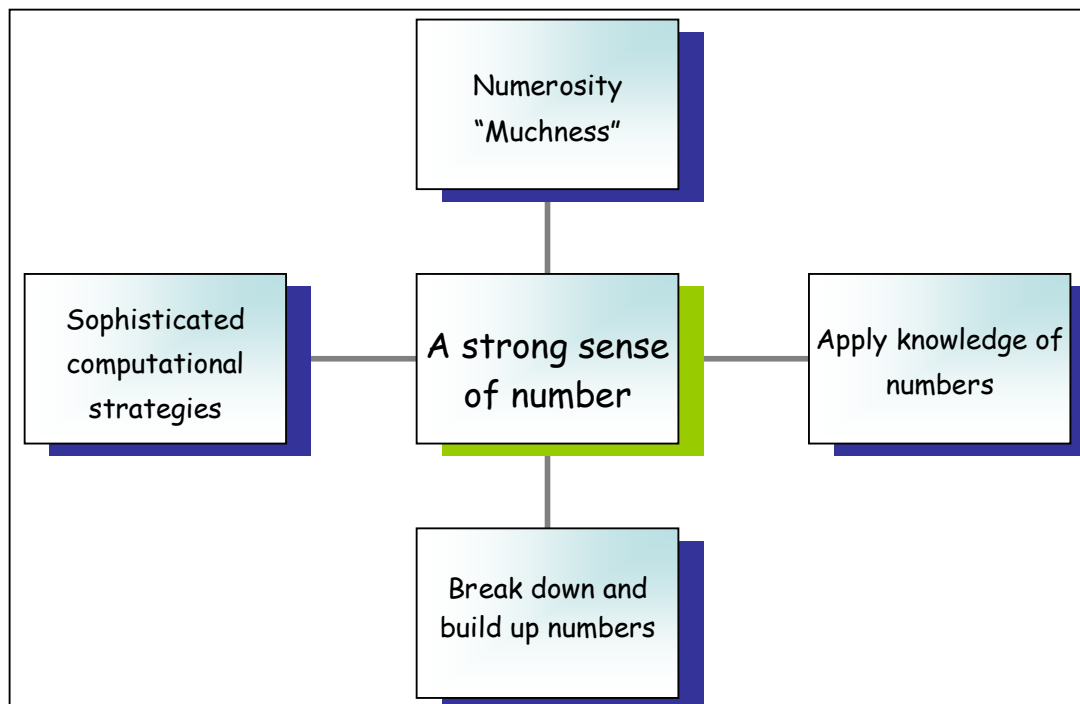 Numerosity
“Muchness”
Sophisticated
computational
strategies
A strong sense
of number
Apply knowledge of
numbers
Break down and
build up numbers